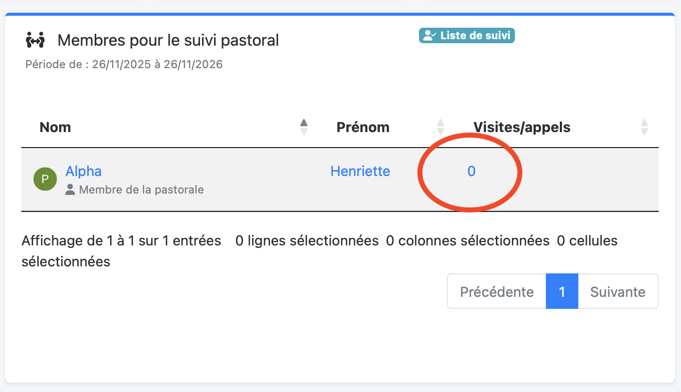 Membres pour le suivi pastoral
Liste de suivi
Période de : 26/11/2025 à 26/11/2026
Nom Prénom Visites/appels
P Alpha Henriette 0
Membre de la pastorale
Affichage de 1 à 1 sur 1 entrées 0 lignes sélectionnées 0 colonnes sélectionnées 0 cellules
sélectionnées
Précédente 1 Suivante